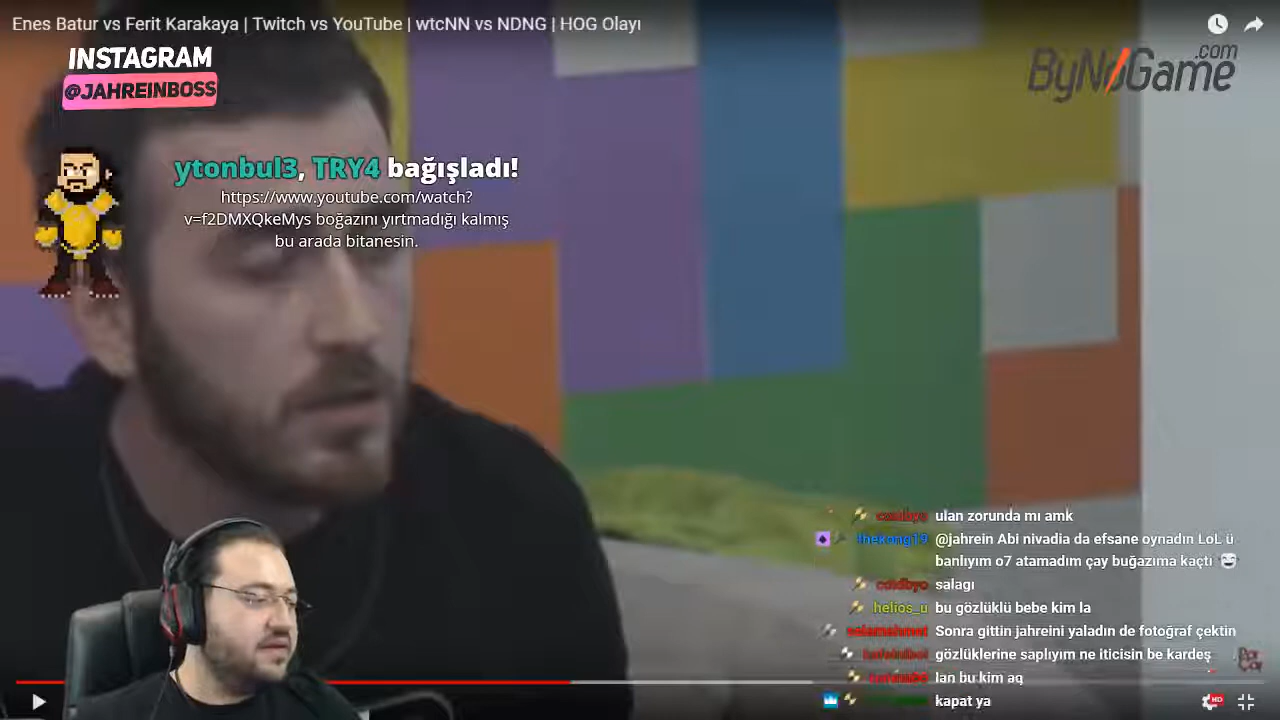 Enes Batur vs Ferit Karakaya | Twitch vs YouTube | wtcNN vs NDNG | HOG Olayı
INSTAGRAM
@JAHREINBOSS
ByNoGame.com
ytonbul3, TRY4 bağışladı!
https://www.youtube.com/watch?
v=f2DMXQkeMys boğazını yırtmadığı kalmış
bu arada bitanesin.
ulan zorunda mı amk
@jahrein Abi nivadia da efsane oynadın LoL ü
banlıyım o7 atamadım çay buğazıma kaçtı
salagı
helios_u bu gözlüklü bebe kim la
Sonra gittin jahreini yaladın de fotoğraf çektin
gözlüklerine saplıyım ne iticisin be kardeş
lan bu kim aq
kapat ya
HD